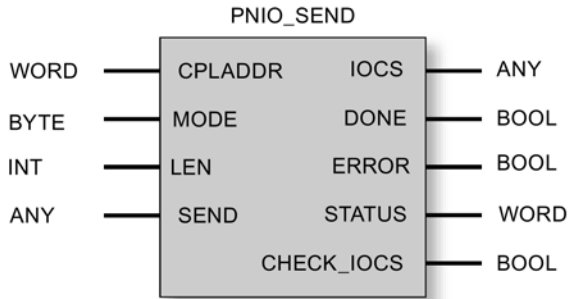 PNIO_SEND
WORD CPLADDR IOCS ANY
BYTE MODE DONE BOOL
INT LEN ERROR BOOL
ANY SEND STATUS WORD
CHECK_IOCS BOOL